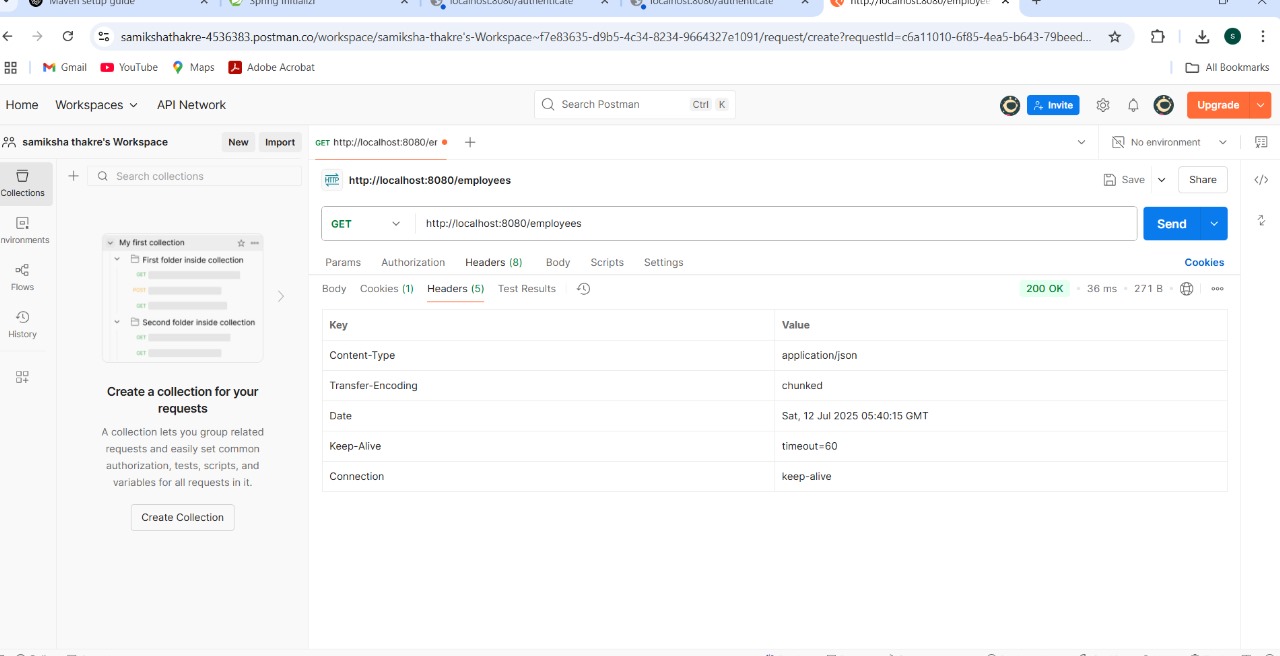 Maven setup guide
Spring Initializr
localhost:8080/authenticate
localhost:8080/authenticate
http://localhost:8080/employee
samikshathakre-4536383.postman.co/workspace/samiksha-thakre's-Workspace~f7e83635-d9b5-4c34-8234-9664327e1091/request/create?requestId=c6a11010-6f85-4ea5-b643-79beed...
S
Gmail
YouTube
Maps
Adobe Acrobat
All Bookmarks
Home
Workspaces
API Network
Search Postman
Ctrl
K
Invite
Upgrade
samiksha thakre's Workspace
New
Import
GET http://localhost:8080/er
No environment
Collections
Search collections
HTTP
http://localhost:8080/employees
Save
Share
nvironments
Flows
History
GET
http://localhost:8080/employees
Send
Params
Authorization
Headers (8)
Body
Scripts
Settings
Cookies
Body
Cookies (1)
Headers (5)
Test Results
200 OK
36 ms
271 B
My first collection
First folder inside collection
GET
POST
GET
Second folder inside collection
GET
GET
Key
Value
Content-Type
application/json
Transfer-Encoding
chunked
Date
Sat, 12 Jul 2025 05:40:15 GMT
Keep-Alive
timeout=60
Connection
keep-alive
Create a collection for your
requests
A collection lets you group related
requests and easily set common
authorization, tests, scripts, and
variables for all requests in it.
Create Collection